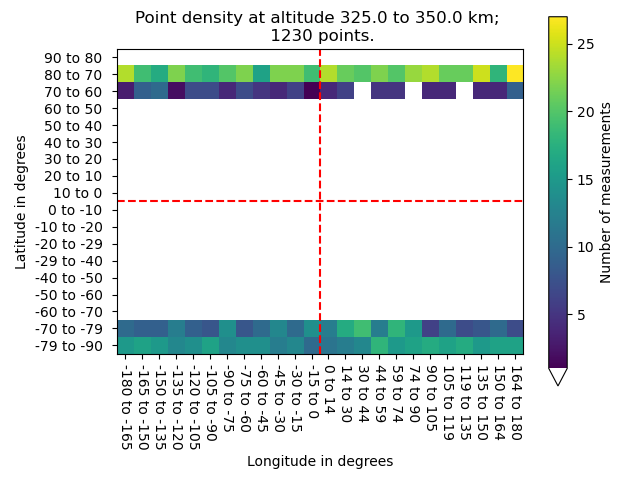 Point density at altitude 325.0 to 350.0 km;
1230 points.
Latitude in degrees
90 to 80
80 to 70
70 to 60
60 to 50
50 to 40
40 to 30
30 to 20
20 to 10
10 to 0
0 to -10
-10 to -20
-20 to -29
-29 to -40
-40 to -50
-50 to -60
-60 to -70
-70 to -79
-79 to -90
-180 to -165
-165 to -150
-150 to -135
-135 to -120
-120 to -105
-105 to -90
-90 to -75
-75 to -60
-60 to -45
-45 to -30
-30 to -15
-15 to 0
0 to 14
14 to 30
30 to 44
44 to 59
59 to 74
74 to 90
90 to 105
105 to 119
119 to 135
135 to 150
150 to 164
164 to 180
Longitude in degrees
25
20
15
10
5
Number of measurements